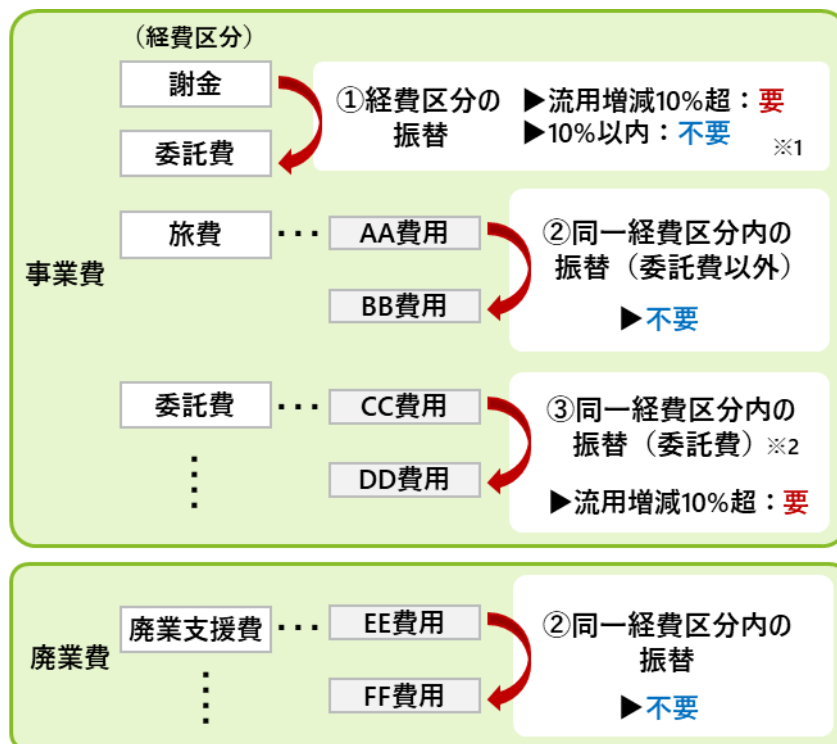 （経費区分）
謝金
委託費
①経費区分の
振替
▶流用増減10%超：要
▶10%以内：不要
※1
事業費
旅費
･･･
AA費用
BB費用
②同一経費区分内の
振替（委託費以外）
▶不要
委託費
･･･
CC費用
DD費用
③同一経費区分内の
振替（委託費）※2
▶流用増減10%超：要
廃業費
廃業支援費
･･･
EE費用
FF費用
②同一経費区分内の
振替
▶不要